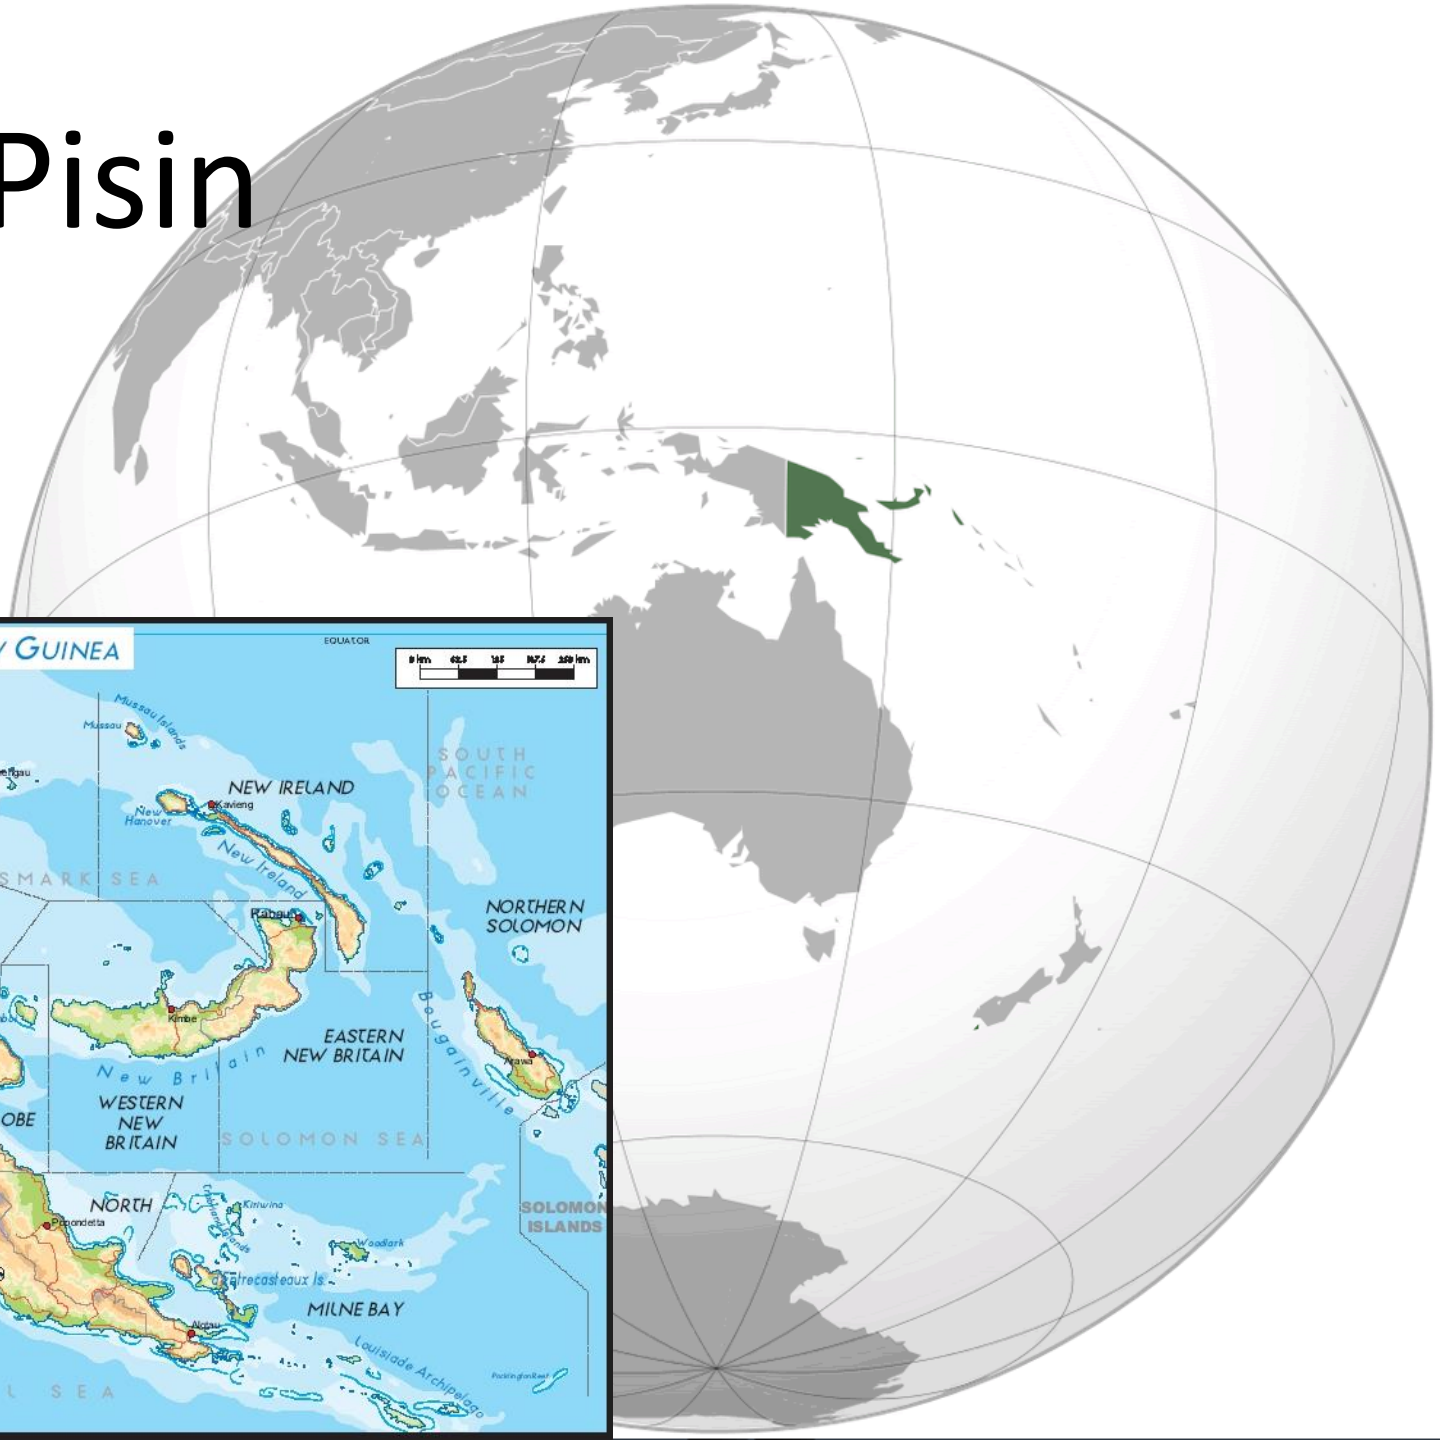 Pisin
GUINEA
EQUATOR
Mussau Islands
Mussau
SOUTH
PACIFIC
OCEAN
NEW IRELAND
Kavieng
New
Hanover
New Ireland
SMARK SEA
NORTHERN
SOLOMON
Kimbe
EASTERN
NEW BRITAIN
Bougainville
Arawa
New Britain
WESTERN
NEW
BRITAIN
OBE
SOLOMON SEA
SOLOMON
ISLANDS
NORTH
Kiriwina
Popondetta
Woodlark
d'Entrecasteaux Is.
MILNE BAY
Alotau
Louisiade Archipelago
Pocklington Reef
L SEA